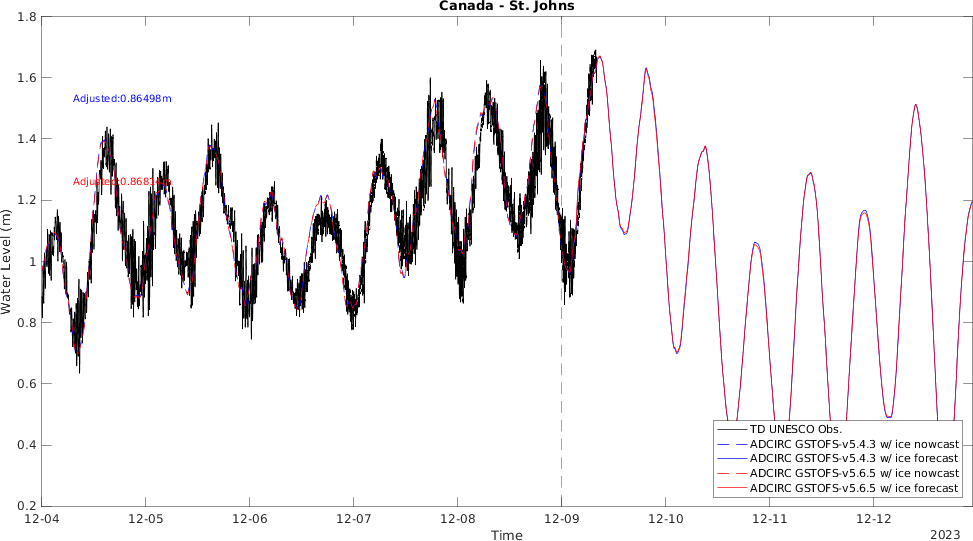 Canada - St. Johns
1.8
1.6
1.4
1.2
1
0.8
0.6
0.4
0.2
Water Level (m)
Adjusted:0.86498m
TD UNESCO Obs.
ADCIRC GSTOFS-v5.4.3 w/ ice nowcast
ADCIRC GSTOFS-v5.4.3 w/ ice forecast
ADCIRC GSTOFS-v5.6.5 w/ ice nowcast
ADCIRC GSTOFS-v5.6.5 w/ ice forecast
12-04 12-05 12-06 12-07 12-08 12-09 12-10 12-11 12-12
Time
2023